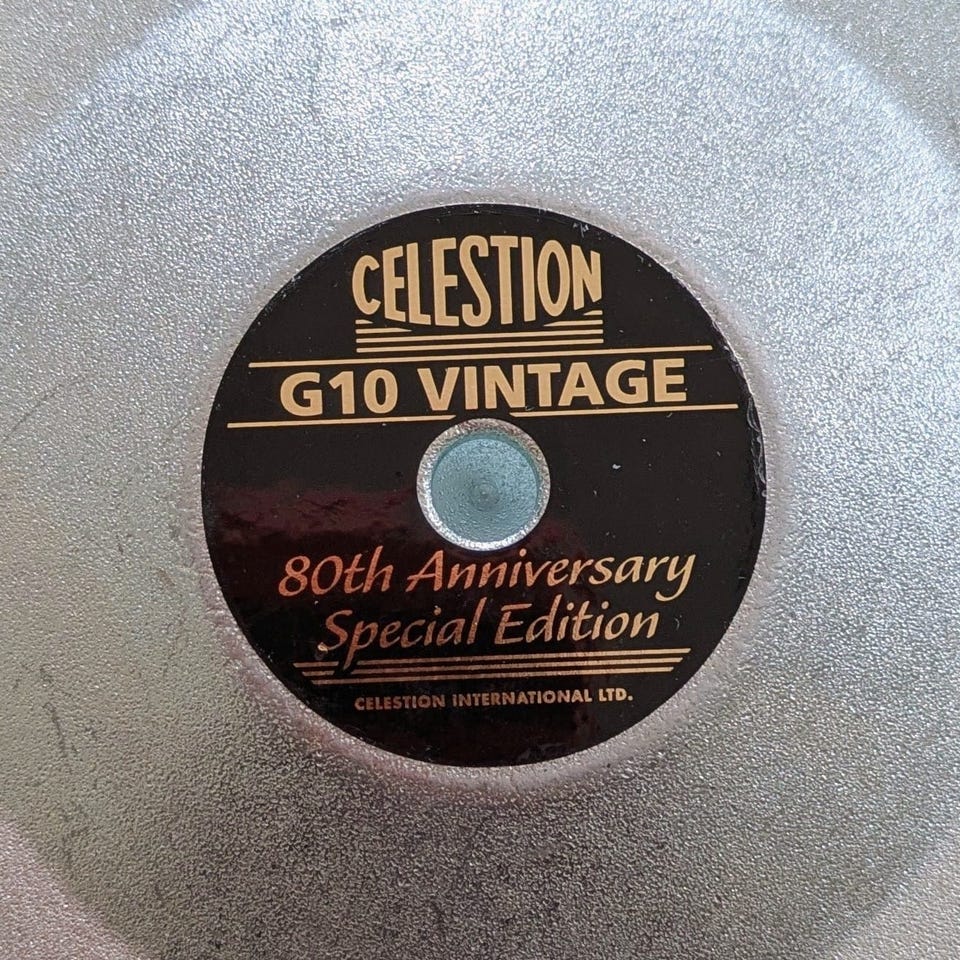 CELESTION
G10 VINTAGE
80th Anniversary
Special Edition
CELESTION INTERNATIONAL LTD.